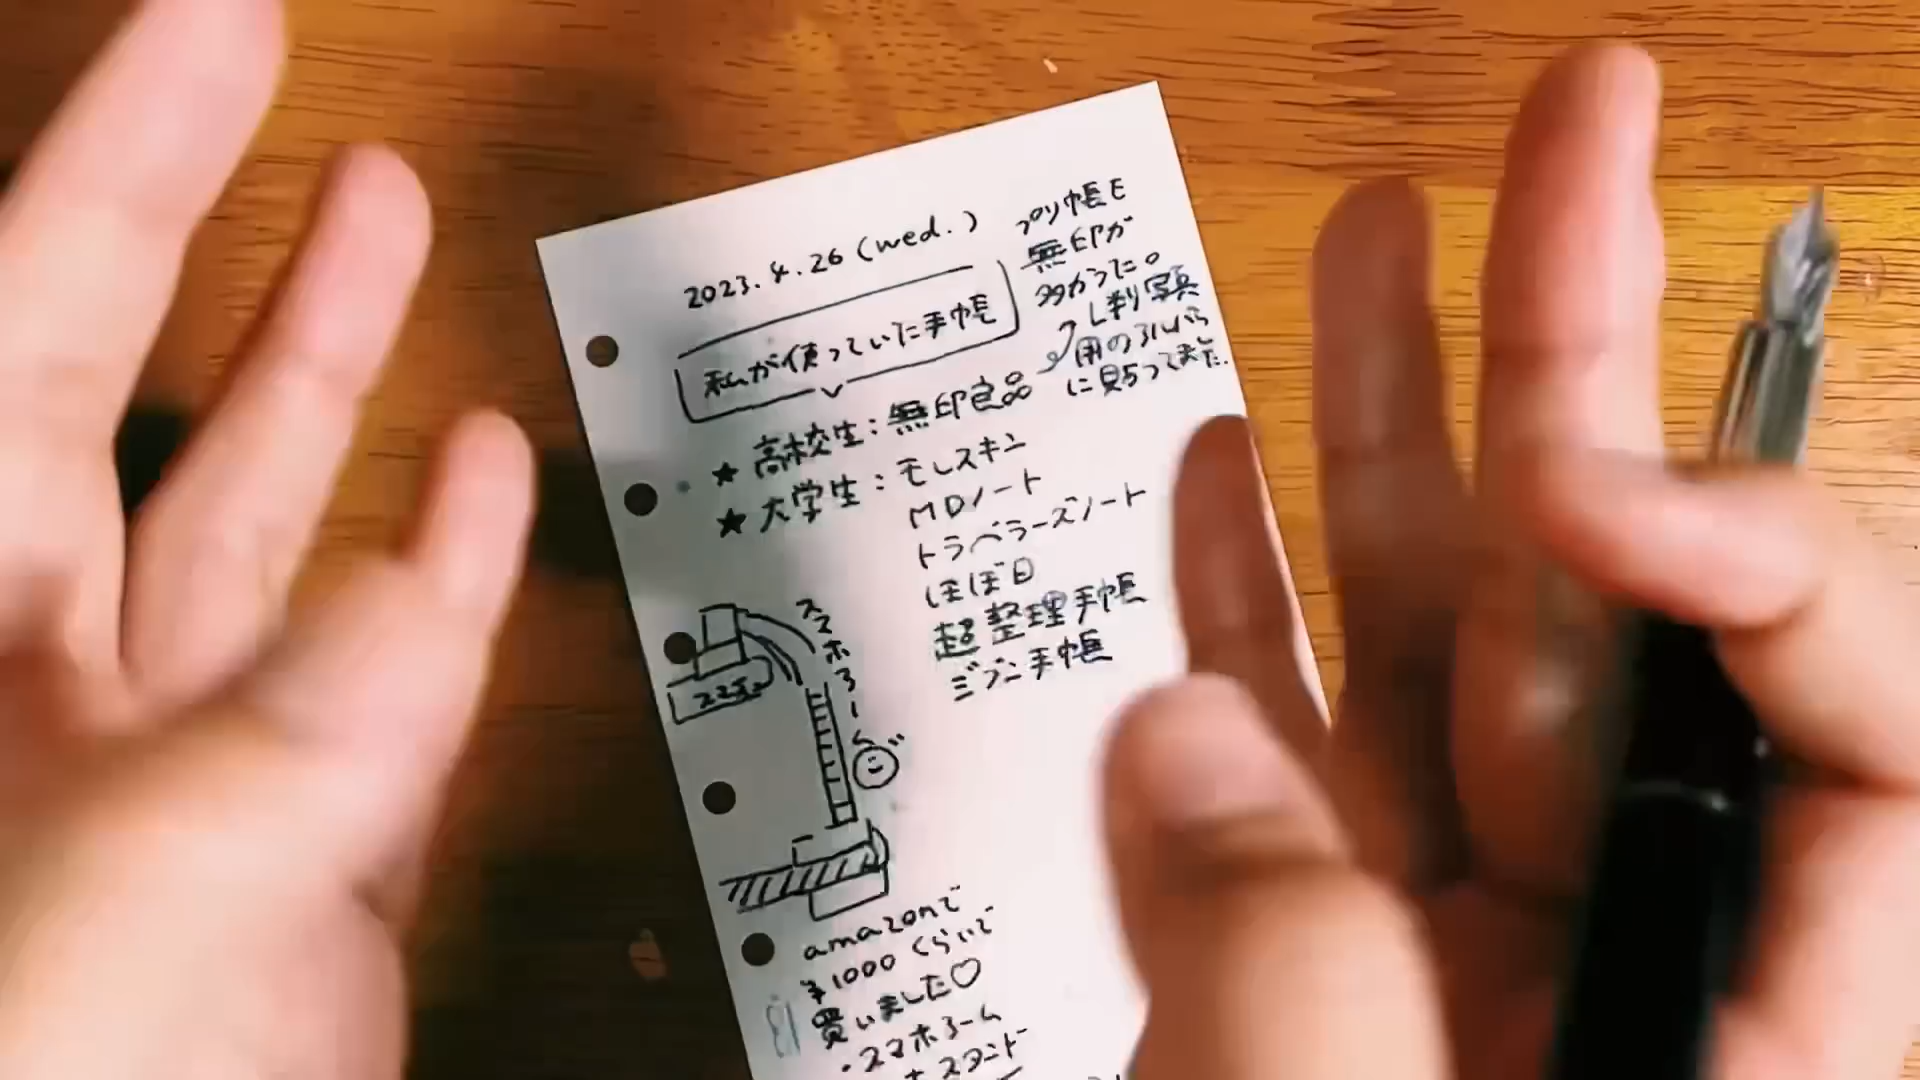 2023.4.26(wed.)
私が使っていた手帳
プリ帳も
無印が
多かった。
L判写真
用のアルバム
に貼ってました。
★高校生:無印良品
★大学生:モレスキン
MDノート
トラベラーズノート
ほぼ日
超整理手帳
ジブン手帳
スマホ
amazonで
¥1000くらいで
買いました♡
・スマホアーム
スタンド